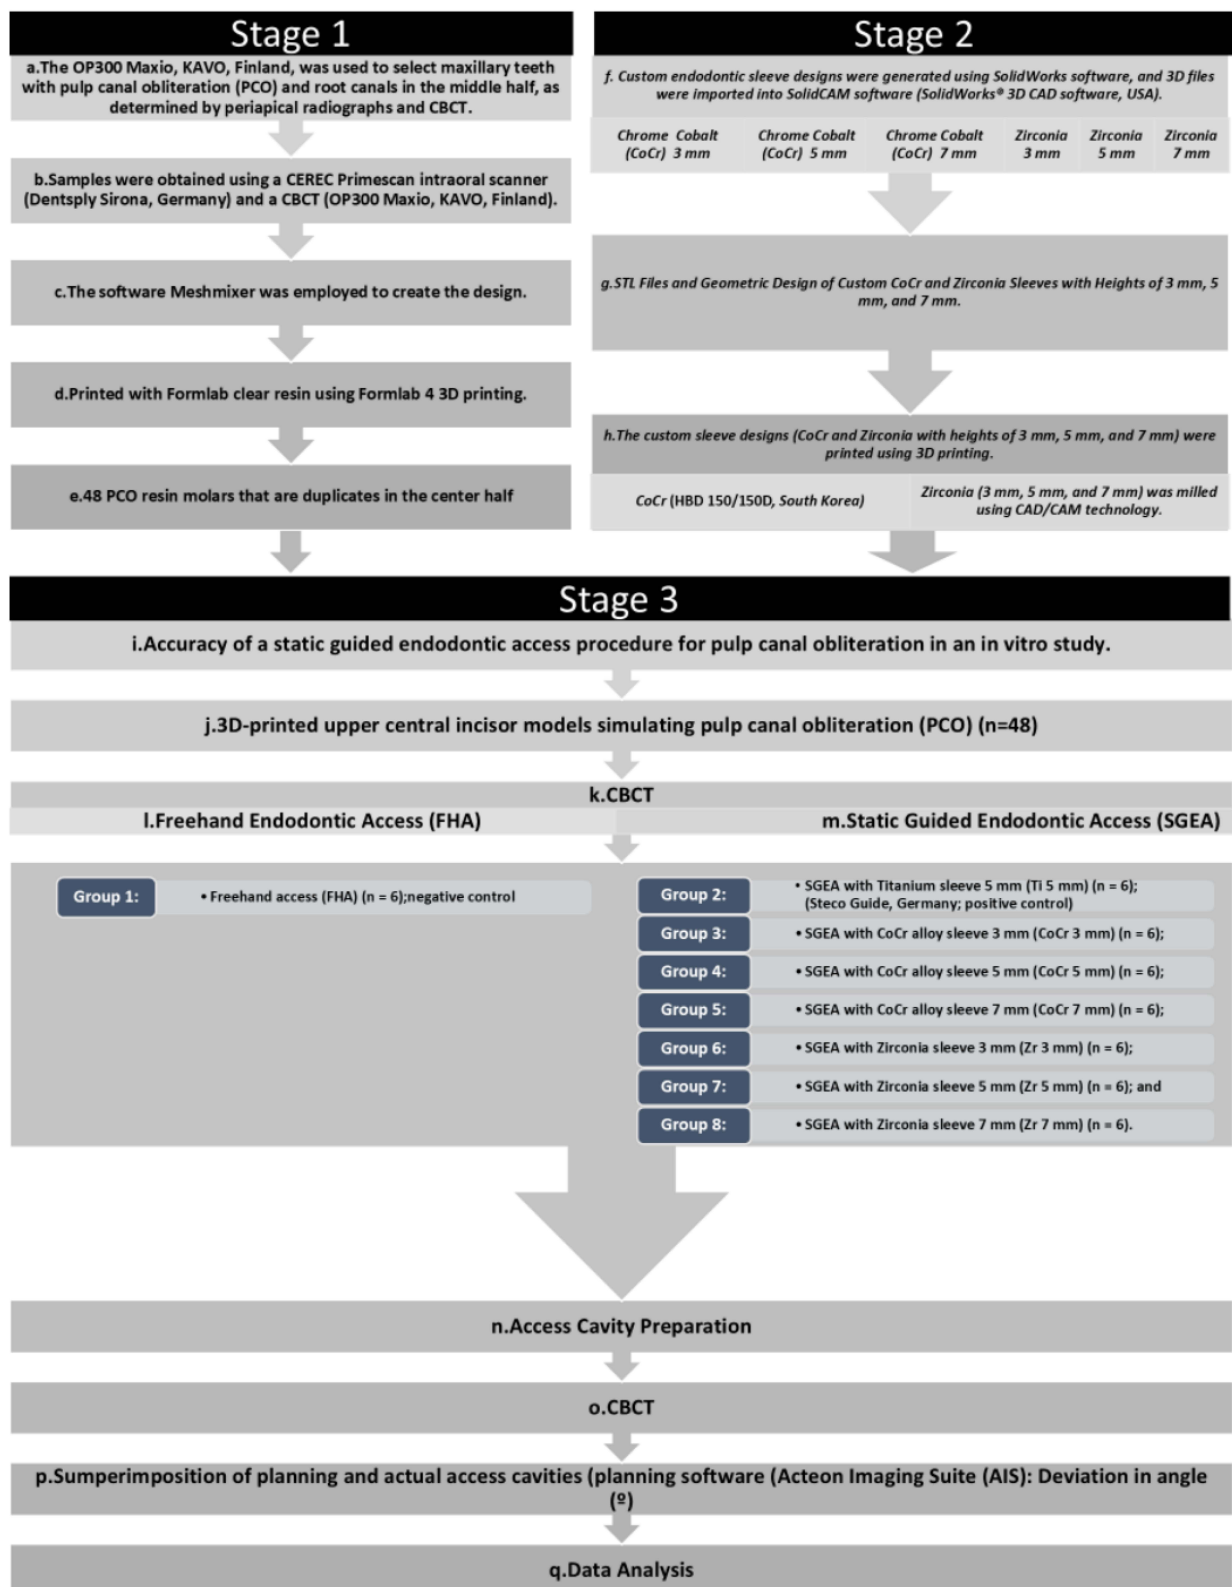 Stage 1
a.The OP300 Maxio, KAVO, Finland, was used to select maxillary teeth
with pulp canal obliteration (PCO) and root canals in the middle half, as
determined by periapical radiographs and CBCT.
b.Samples were obtained using a CEREC Primescan intraoral scanner
(Dentsply Sirona, Germany) and a CBCT (OP300 Maxio, KAVO, Finland).
c.The software Meshmixer was employed to create the design.
d.Printed with Formlab clear resin using Formlab 4 3D printing.
e.48 PCO resin molars that are duplicates in the center half
Stage 2
f. Custom endodontic sleeve designs were generated using SolidWorks software, and 3D files
were imported into SolidCAM software (SolidWorks® 3D CAD software, USA).
Chrome Cobalt
(CoCr) 3 mm
Chrome Cobalt
(CoCr) 5 mm
Chrome Cobalt
(CoCr) 7 mm
Zirconia
3 mm
Zirconia
5 mm
Zirconia
7 mm
g.STL Files and Geometric Design of Custom CoCr and Zirconia Sleeves with Heights of 3 mm, 5
mm, and 7 mm.
h.The custom sleeve designs (CoCr and Zirconia with heights of 3 mm, 5 mm, and 7 mm) were
printed using 3D printing.
CoCr (HBD 150/150D, South Korea)
Zirconia (3 mm, 5 mm, and 7 mm) was milled
using CAD/CAM technology.
Stage 3
i.Accuracy of a static guided endodontic access procedure for pulp canal obliteration in an in vitro study.
j.3D-printed upper central incisor models simulating pulp canal obliteration (PCO) (n=48)
k.CBCT
l.Freehand Endodontic Access (FHA)
m.Static Guided Endodontic Access (SGEA)
Group 1:
• Freehand access (FHA) (n = 6);negative control
Group 2:
• SGEA with Titanium sleeve 5 mm (Ti 5 mm) (n = 6);
(Steco Guide, Germany; positive control)
Group 3:
• SGEA with CoCr alloy sleeve 3 mm (CoCr 3 mm) (n = 6);
Group 4:
• SGEA with CoCr alloy sleeve 5 mm (CoCr 5 mm) (n = 6);
Group 5:
• SGEA with CoCr alloy sleeve 7 mm (CoCr 7 mm) (n = 6);
Group 6:
• SGEA with Zirconia sleeve 3 mm (Zr 3 mm) (n = 6);
Group 7:
• SGEA with Zirconia sleeve 5 mm (Zr 5 mm) (n = 6); and
Group 8:
• SGEA with Zirconia sleeve 7 mm (Zr 7 mm) (n = 6).
n.Access Cavity Preparation
o.CBCT
p.Sumperimposition of planning and actual access cavities (planning software (Acteon Imaging Suite (AIS): Deviation in angle
(º)
q.Data Analysis